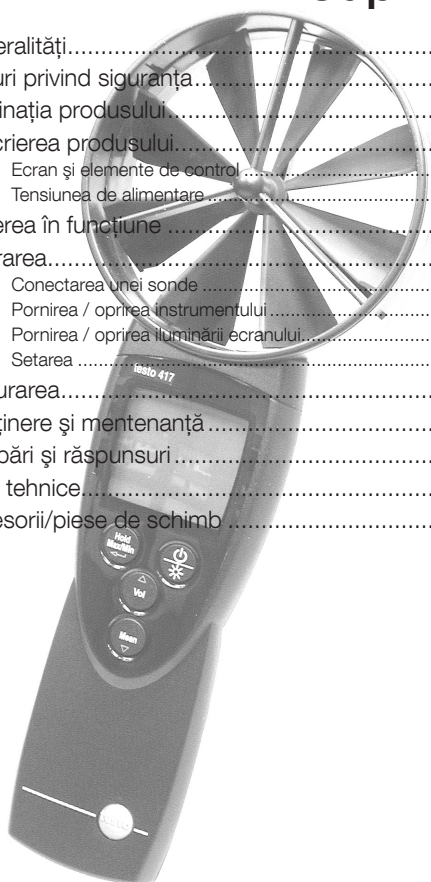 eralități
uri privind siguranța
inația produsului
crierea produsului
Ecran și elemente de control
Tensiunea de alimentare
erea în funcțiune
rarea
Conectarea unei sonde
Pornirea / oprirea instrumentului
Pornirea / oprirea iluminării ecranului
Setarea
urarea
ținere și mentenanță
bări și răspunsuri
tehnice
esorii/piese de schimb
testo 417
Hold
Max/Min
Vol
Mean